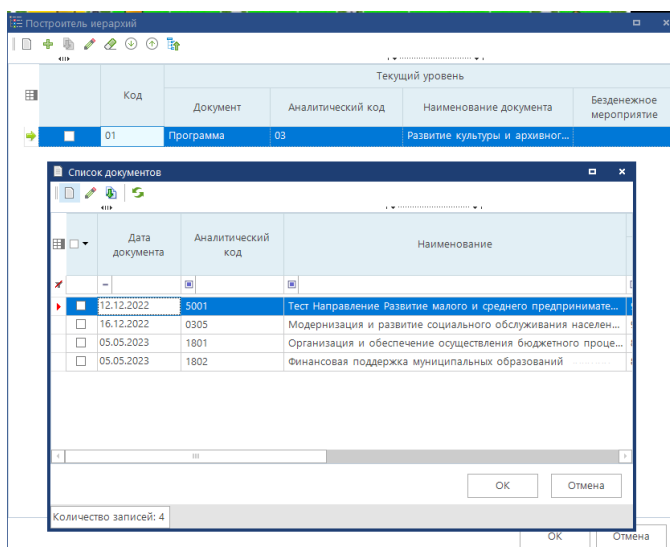 Построитель иерархий
Текущий уровень
Код
Документ
Аналитический код
Наименование документа
Безденежное
мероприятие
01
Программа
03
Развитие культуры и архивног...
Список документов
Дата
документа
Аналитический
код
Наименование
12.12.2022
5001
Тест Направление Развитие малого и среднего предпринимате...
16.12.2022
0305
Модернизация и развитие социального обслуживания населен...
05.05.2023
1801
Организация и обеспечение осуществления бюджетного проце...
05.05.2023
1802
Финансовая поддержка муниципальных образований
ОК
Отмена
Количество записей: 4
ОК
Отмена